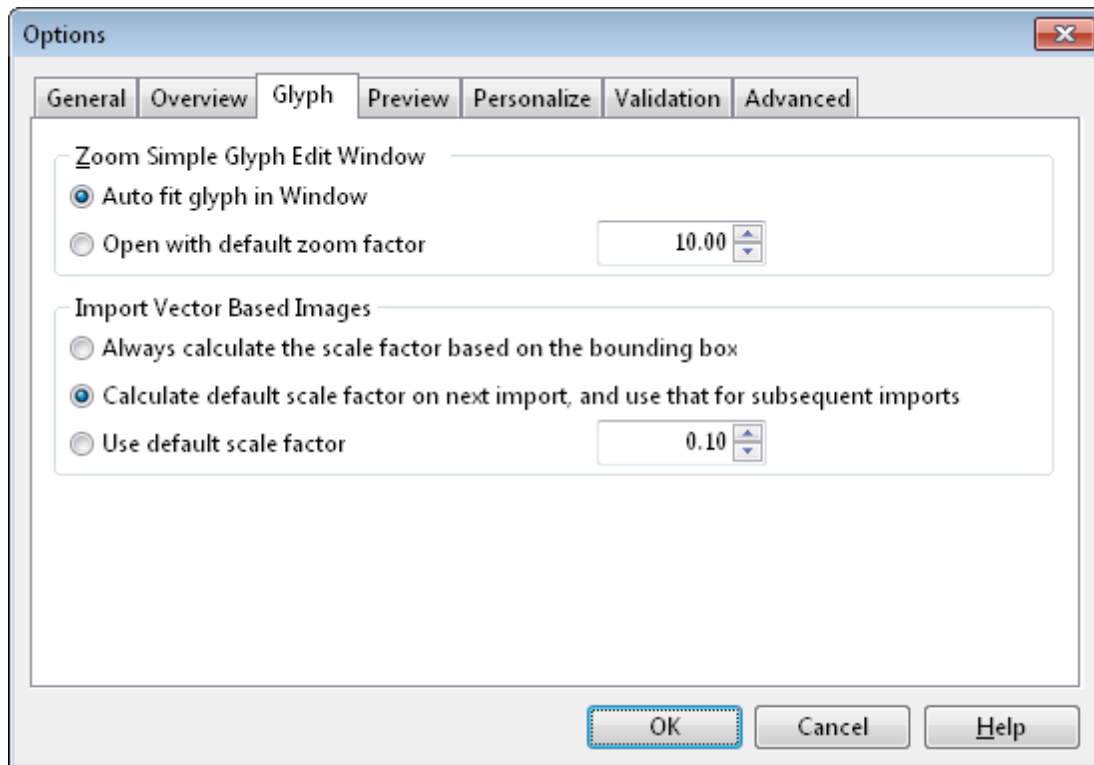 Options
General Overview Glyph Preview Personalize Validation Advanced
Zoom Simple Glyph Edit Window
Auto fit glyph in Window
Open with default zoom factor 10.00
Import Vector Based Images
Always calculate the scale factor based on the bounding box
Calculate default scale factor on next import, and use that for subsequent imports
Use default scale factor 0.10
OK Cancel Help